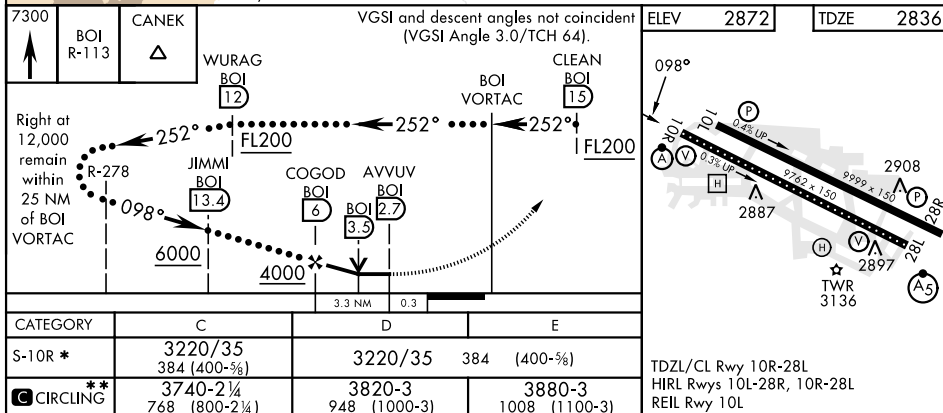 7300
BOI
R-113
CANEK
VGSI and descent angles not coincident
(VGSI Angle 3.0/TCH 64).
WURAG
BOI
12
BOI
VORTAC
CLEAN
BOI
15
Right at
12,000
remain
within
25 NM
of BOI
VORTAC
252°
FL200
252°
252°
FL200
R-278
098°
JIMMI
BOI
13.4
COGOD
BOI
6
AVVUV
BOI
2.7
BOI
3.5
6000
4000
3.3 NM
0.3
CATEGORY
C
D
E
S-10R *
3220/35
384 (400-⅝)
3220/35 384 (400-⅝)
C CIRCLING **
3740-2¼
768 (800-2¼)
3820-3
948 (1000-3)
3880-3
1008 (1100-3)
ELEV 2872
TDZE 2836
098°
10R
10L
P
0.4% UP
A
V
0.3% UP
9762 x 150
9999 x 150
2908
P
H
2887
28R
H
V
2897
28L
TWR
3136
A5
TDZL/CL Rwy 10R-28L
HIRL Rwys 10L-28R, 10R-28L
REIL Rwy 10L